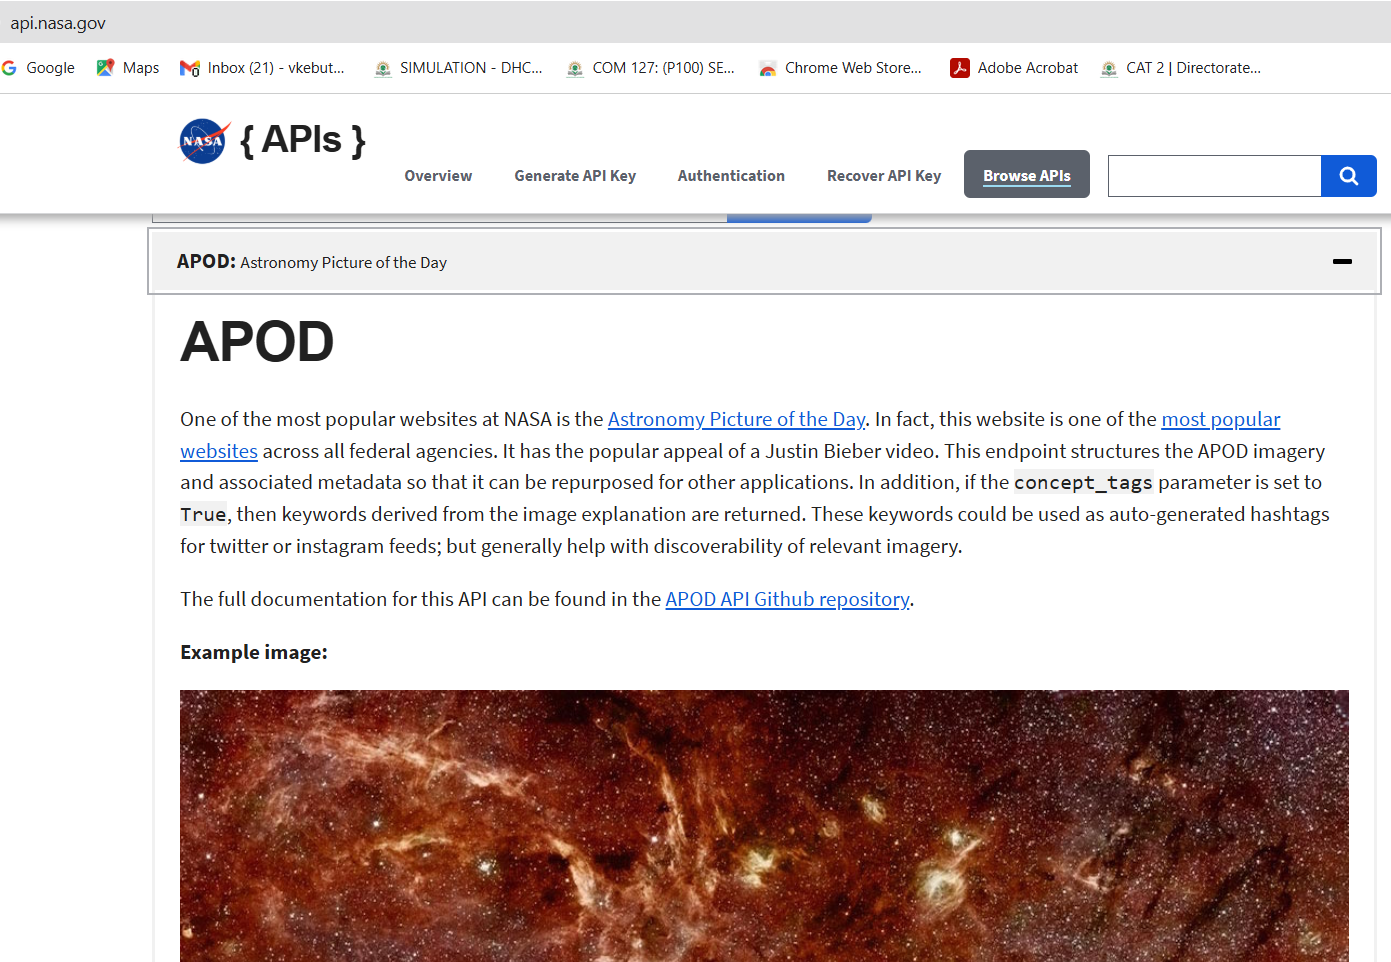 api.nasa.gov
Google Maps Inbox (21) - vkebut... SIMULATION - DHC... COM 127: (P100) SE... Chrome Web Store... Adobe Acrobat CAT 2 | Directorate...
NASA { APIs }
Overview Generate API Key Authentication Recover API Key Browse APIs
APOD: Astronomy Picture of the Day
APOD
One of the most popular websites at NASA is the Astronomy Picture of the Day. In fact, this website is one of the most popular
websites across all federal agencies. It has the popular appeal of a Justin Bieber video. This endpoint structures the APOD imagery
and associated metadata so that it can be repurposed for other applications. In addition, if the concept_tags parameter is set to
True, then keywords derived from the image explanation are returned. These keywords could be used as auto-generated hashtags
for twitter or instagram feeds; but generally help with discoverability of relevant imagery.
The full documentation for this API can be found in the APOD API Github repository.
Example image: